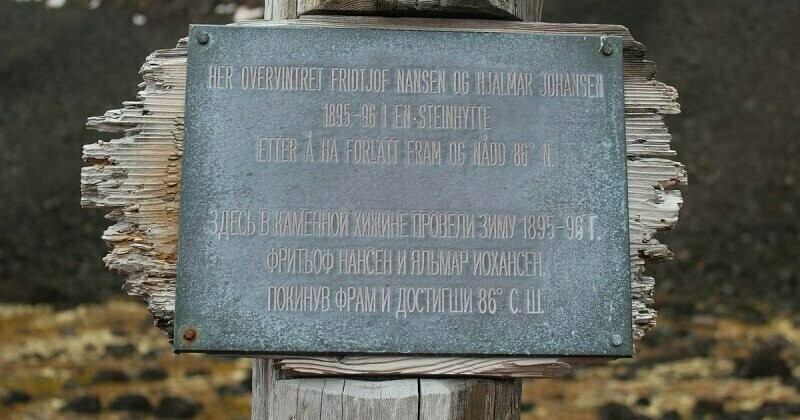 HER OVERVINTRET FRIDTJOF NANSEN OG HJALMAR JOHANSEN
1895-96 I EN STEINHYTTE
ETTER Å HA FORLATT FRAM OG NÅDD 86° N.
ЗДЕСЬ В КАМЕННОЙ ХИЖИНЕ ПРОВЕЛИ ЗИМУ 1895-96 Г.
ФРИТЬОФ НАНСЕН И ЯЛЬМАР ИОХАНСЕН,
ПОКИНУВ ФРАМ И ДОСТИГШИ 86° С. Ш.